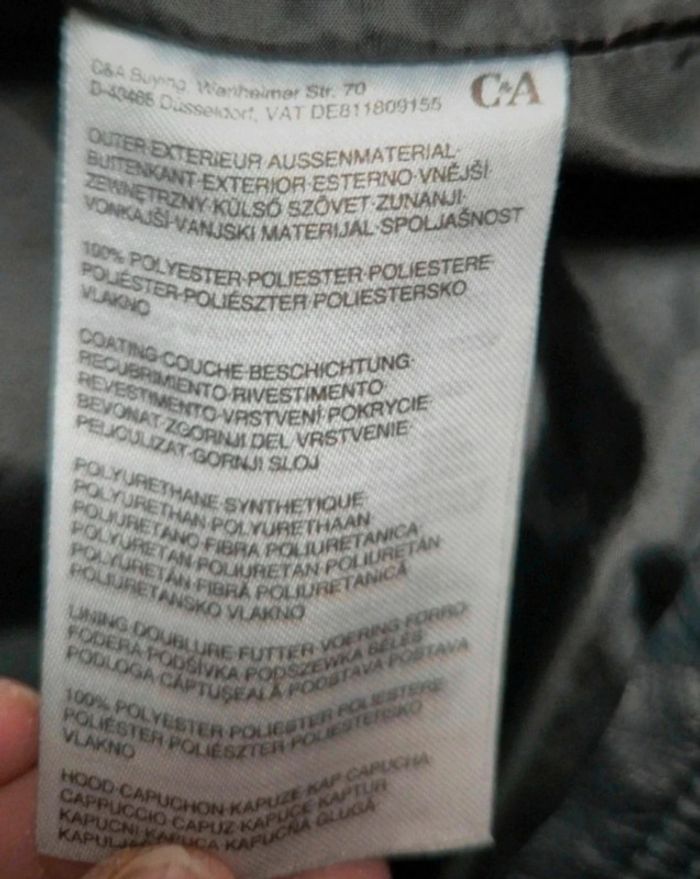 C&A Buying, Wanheimer Str. 70
D-40468 Düsseldorf, VAT DE811809155
C&A
OUTER·EXTERIEUR·AUSSENMATERIAL·
BUITENKANT·EXTERIOR·ESTERNO·VNĚJŠÍ·
ZEWNĘTRZNY·KÜLSŐ SZÖVET·ZUNANJI·
VONKAJŠÍ·VANJSKI MATERIJAL·SPOLJAŠNOST
100% POLYESTER·POLIESTER·POLIESTERE·
POLIÉSTER·POLIÉSZTER·POLIESTERSKO
VLAKNO
COATING·COUCHE·BESCHICHTUNG·
RECUBRIMIENTO·RIVESTIMENTO·
REVESTIMENTO·VRSTVENÍ·POKRYCIE·
BEVONAT·ZGORNJI DEL VRSTVENIE·
PELICULIZAT·GORNJI SLOJ
POLYURETHANE·SYNTHETIQUE·
POLYURETHAN·POLYURETHAAN·
POLIURETANO·FIBRA POLIURETANICA·
POLYURETAN·POLIURETAN·POLIURETÁN·
POLYURETÁN·FIBRĂ POLIURETANICĂ·
POLIURETANSKO VLAKNO
LINING·DOUBLURE·FUTTER·VOERING·FORRO·
FODERA·PODŠÍVKA·PODSZEWKA·BÉLÉS·
PODLOGA·CĂPTUŞEALĂ·PODSTAVA·POSTAVA
100% POLYESTER·POLIESTER·POLIESTERE·
POLIÉSTER·POLIÉSZTER·POLIESTERSKO
VLAKNO
HOOD·CAPUCHON·KAPUZE·KAP·CAPUCHA·
CAPPUCCIO·CAPUZ·KAPUCE·KAPTUR·
KAPUCNI·KAPUCA·KAPUCŇA·GLUGĂ·